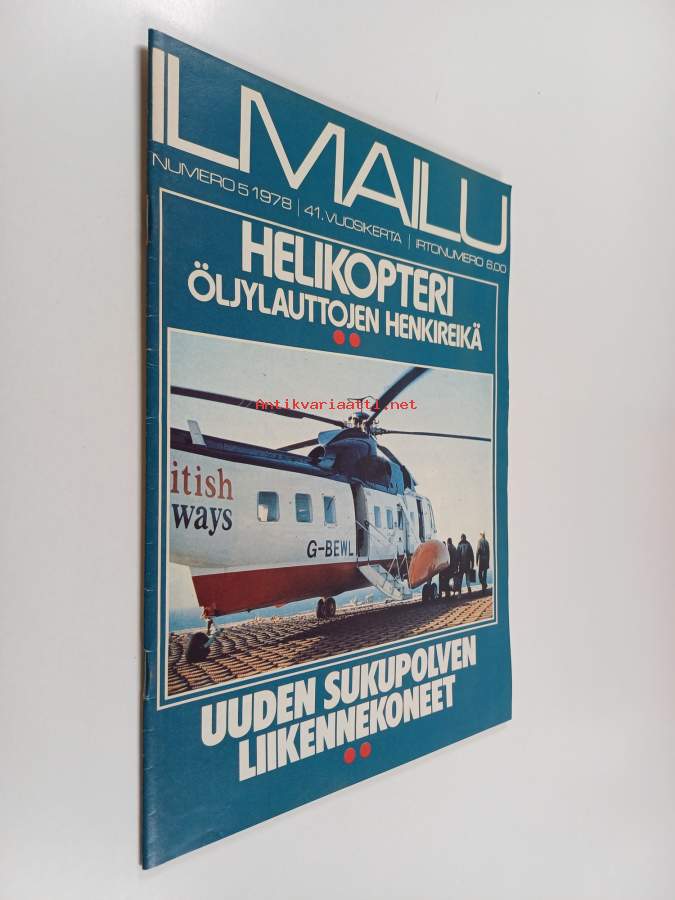 ILMAILU
NUMERO 5 1978 | 41. VUOSIKERTA | IRTONUMERO 6,00
HELIKOPTERI
ÖLJYLAUTTOJEN HENKIREIKÄ
Antikvariaatti.net
itish
ways
G-BEWL
UUDEN SUKUPOLVEN
LIIKENNEKONEET